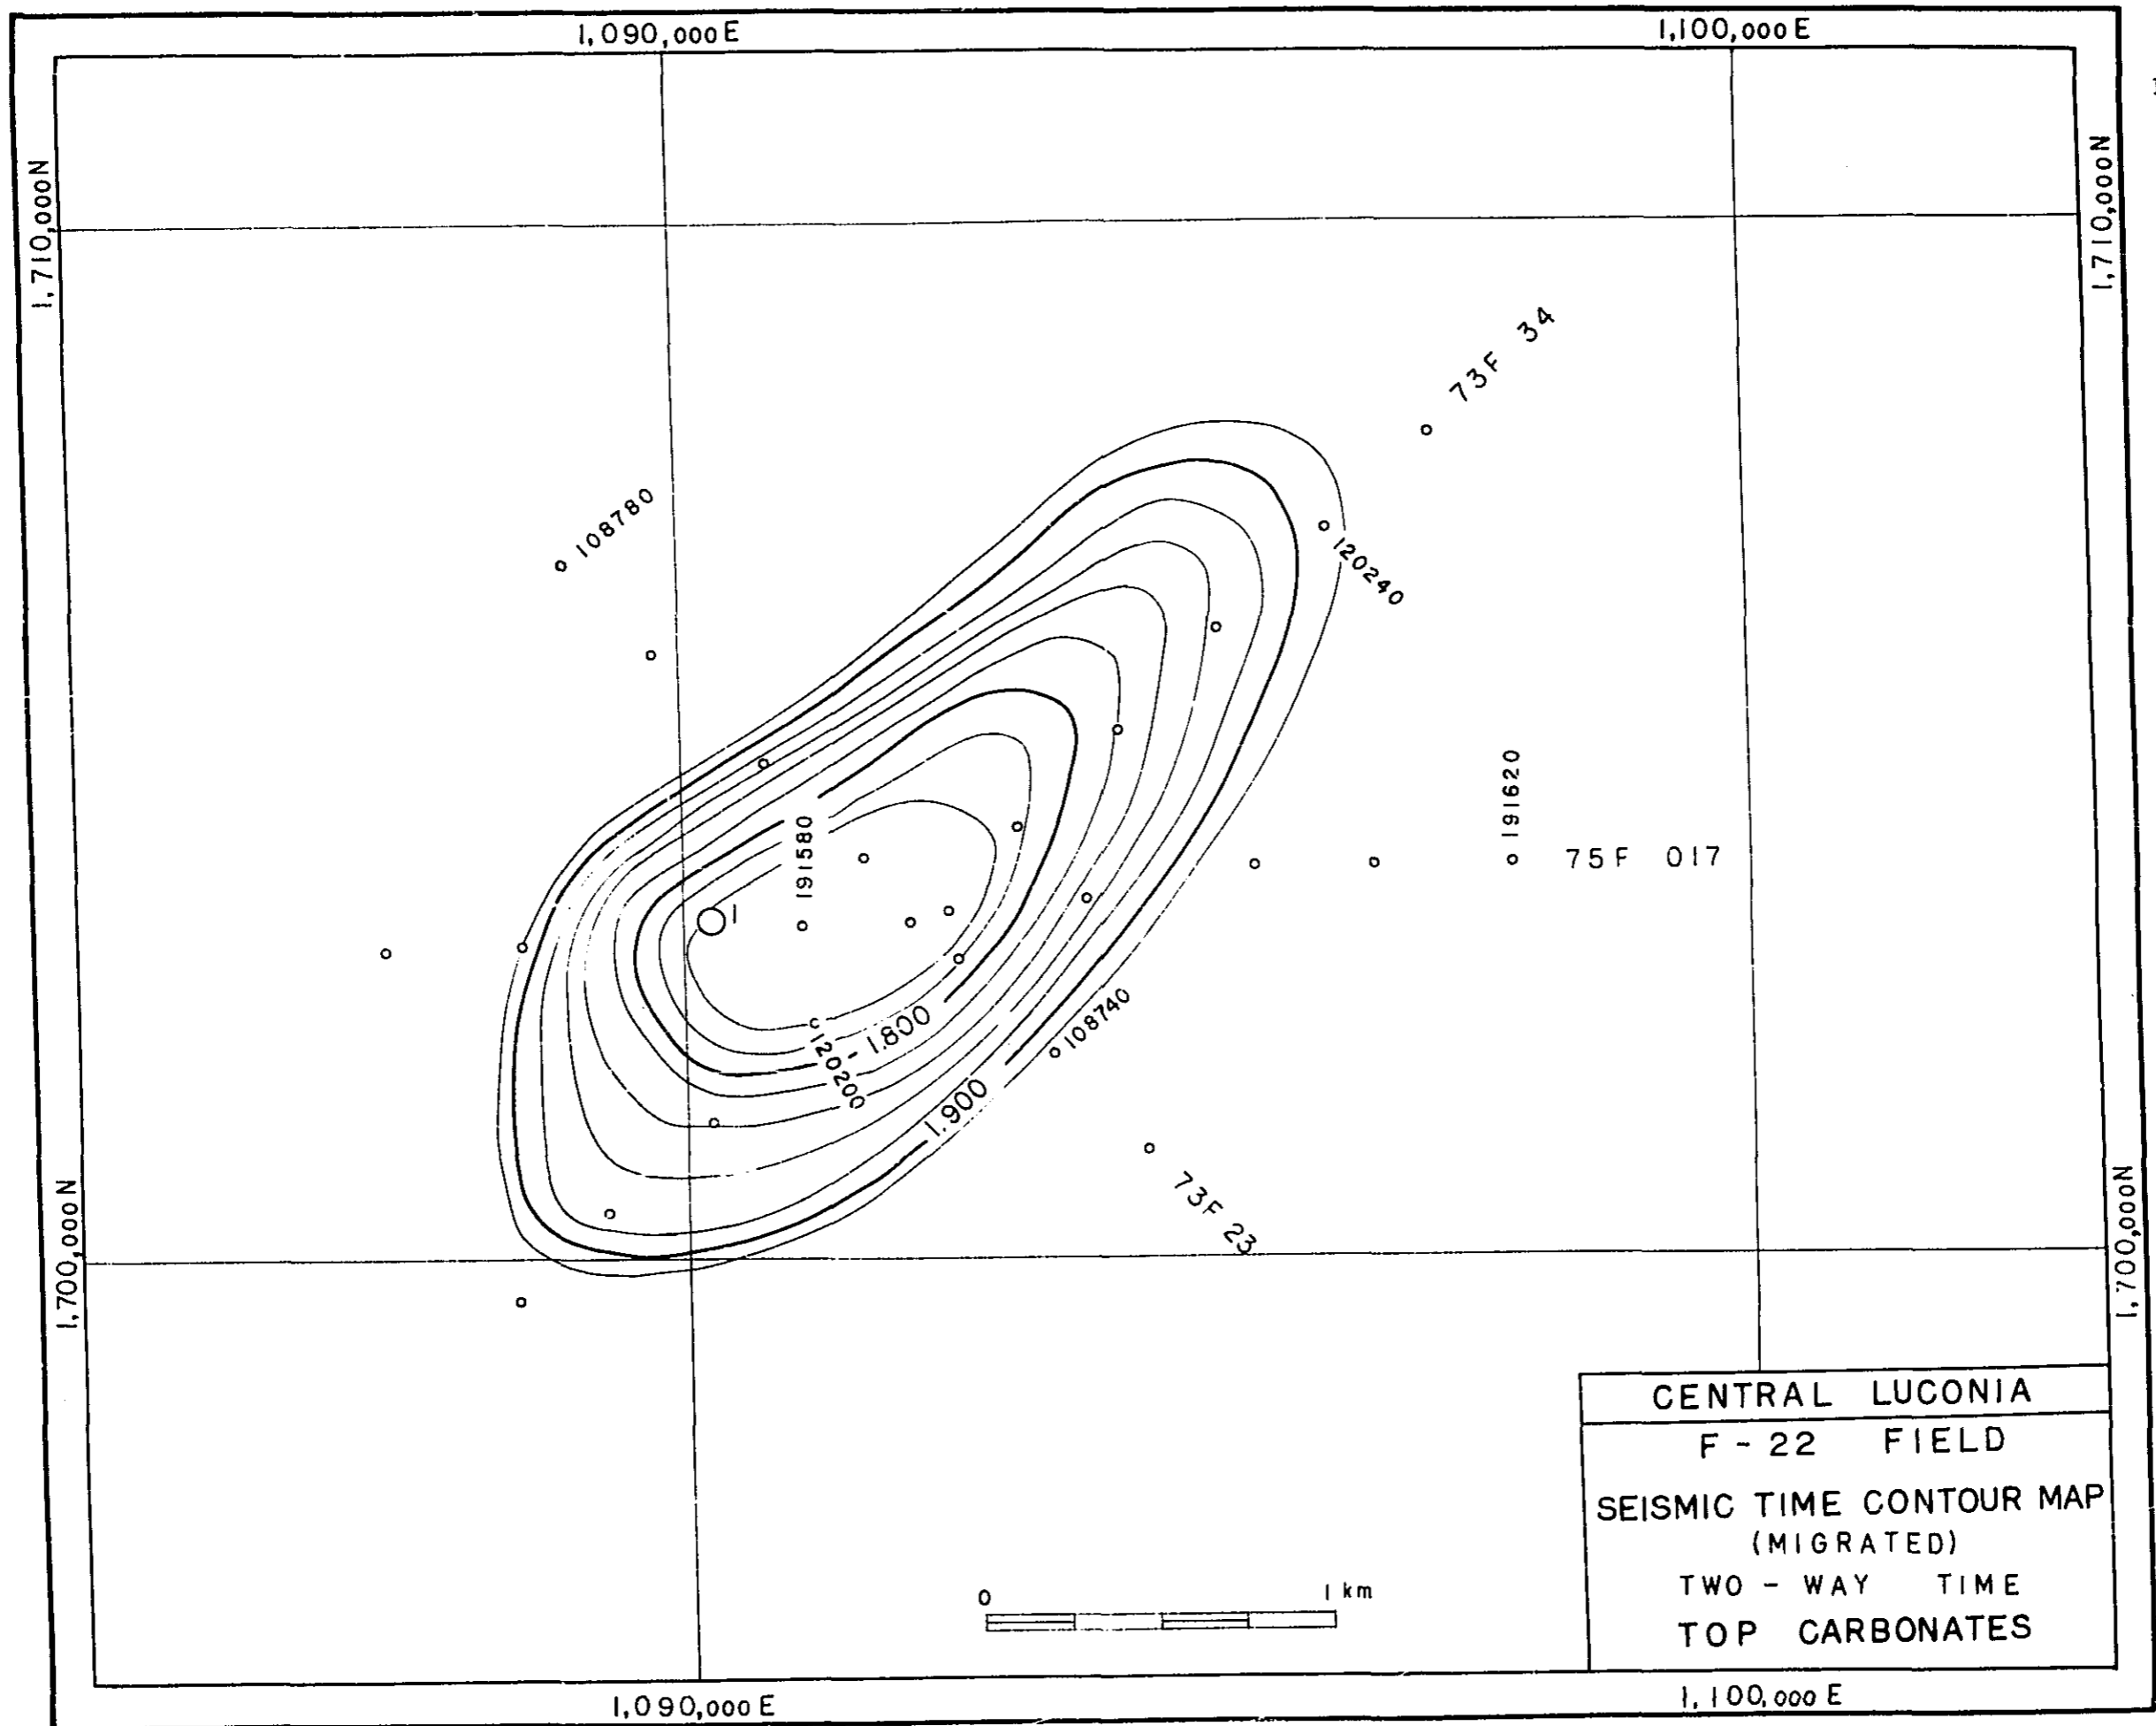 1,090,000 E
1,100,000 E
1,710,000N
1,710,000N
73F 34
108780
120240
191620
191580
75F 017
1
108740
- 1.800
120200
1.900
73F 23
1,700,000N
1,700,000N
CENTRAL LUCONIA
F - 22 FIELD
SEISMIC TIME CONTOUR MAP
(MIGRATED)
TWO - WAY TIME
TOP CARBONATES
0 1 km
1,090,000 E
1,100,000 E